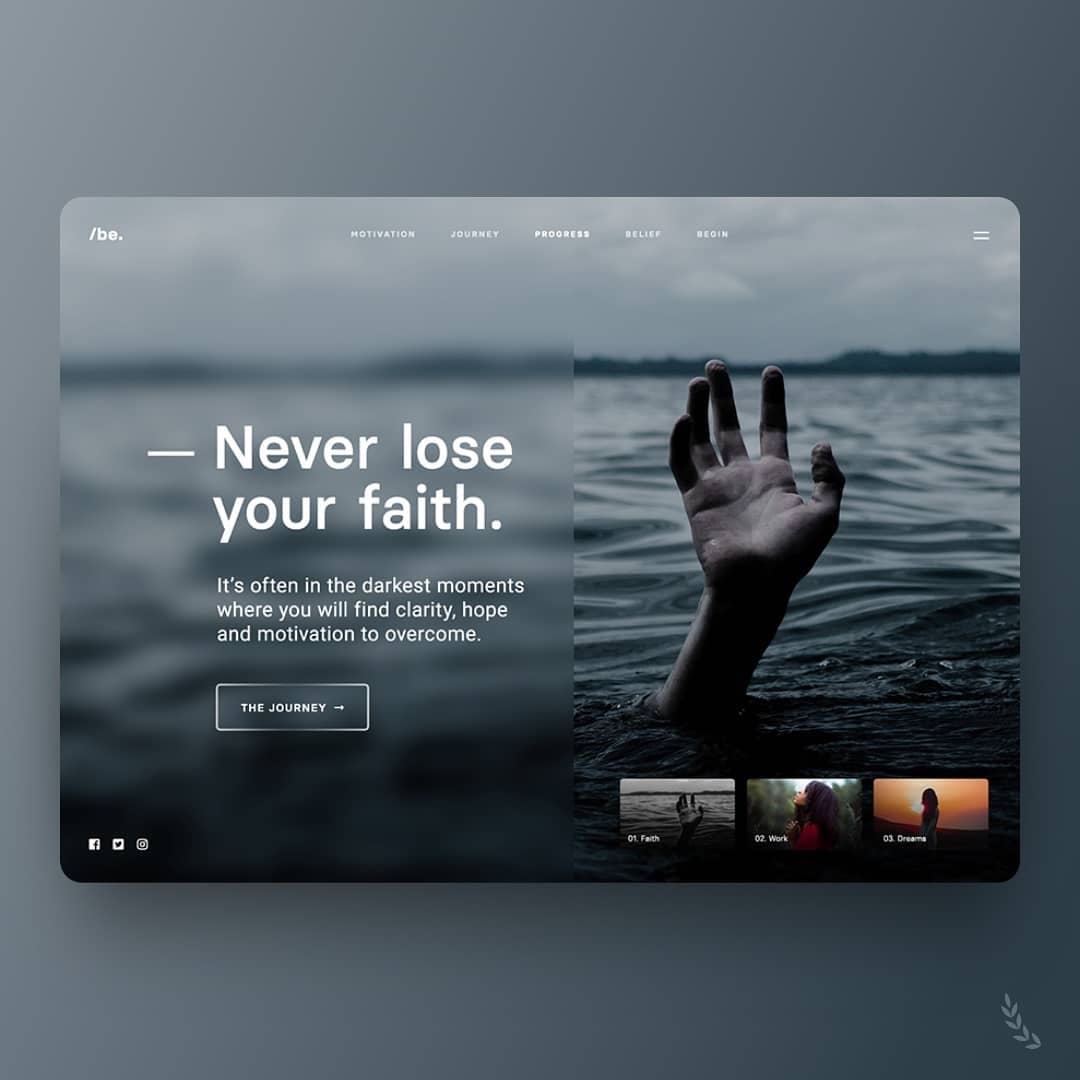 /be.
MOTIVATION
JOURNEY
PROGRESS
BELIEF
BEGIN
— Never lose
your faith.
It's often in the darkest moments
where you will find clarity, hope
and motivation to overcome.
THE JOURNEY →
01. Faith
02. Work
03. Dreams